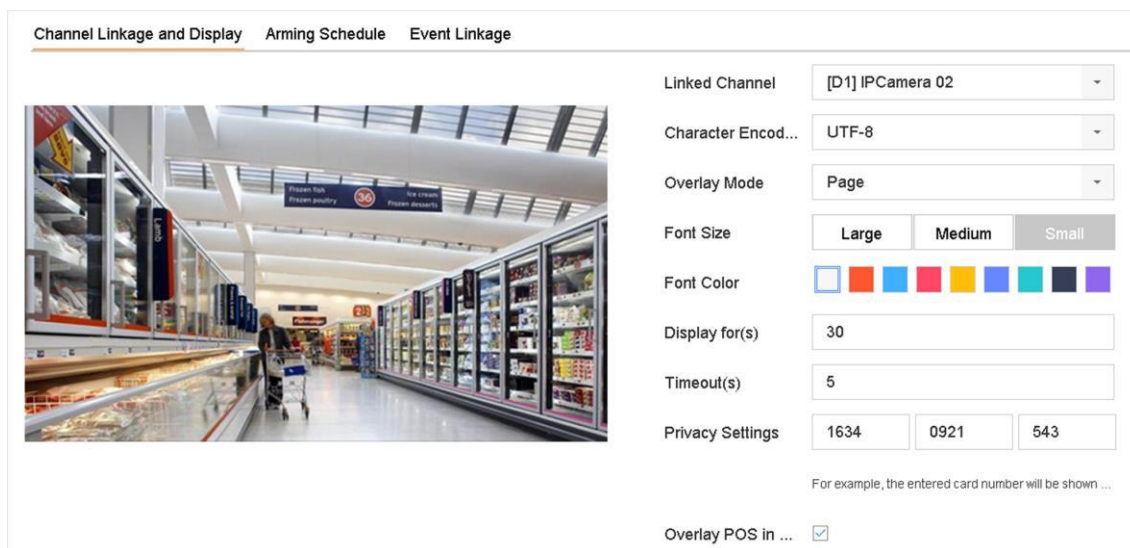 Channel Linkage and Display Arming Schedule Event Linkage
Linked Channel [D1] IPCamera 02
Character Encod... UTF-8
Overlay Mode Page
Font Size Large Medium Small
Font Color
Display for(s) 30
Timeout(s) 5
Privacy Settings 1634 0921 543
For example, the entered card number will be shown ...
Overlay POS in ...
Frozen fish
Frozen poultry
36
Ice cream
Frozen desserts
Lamb